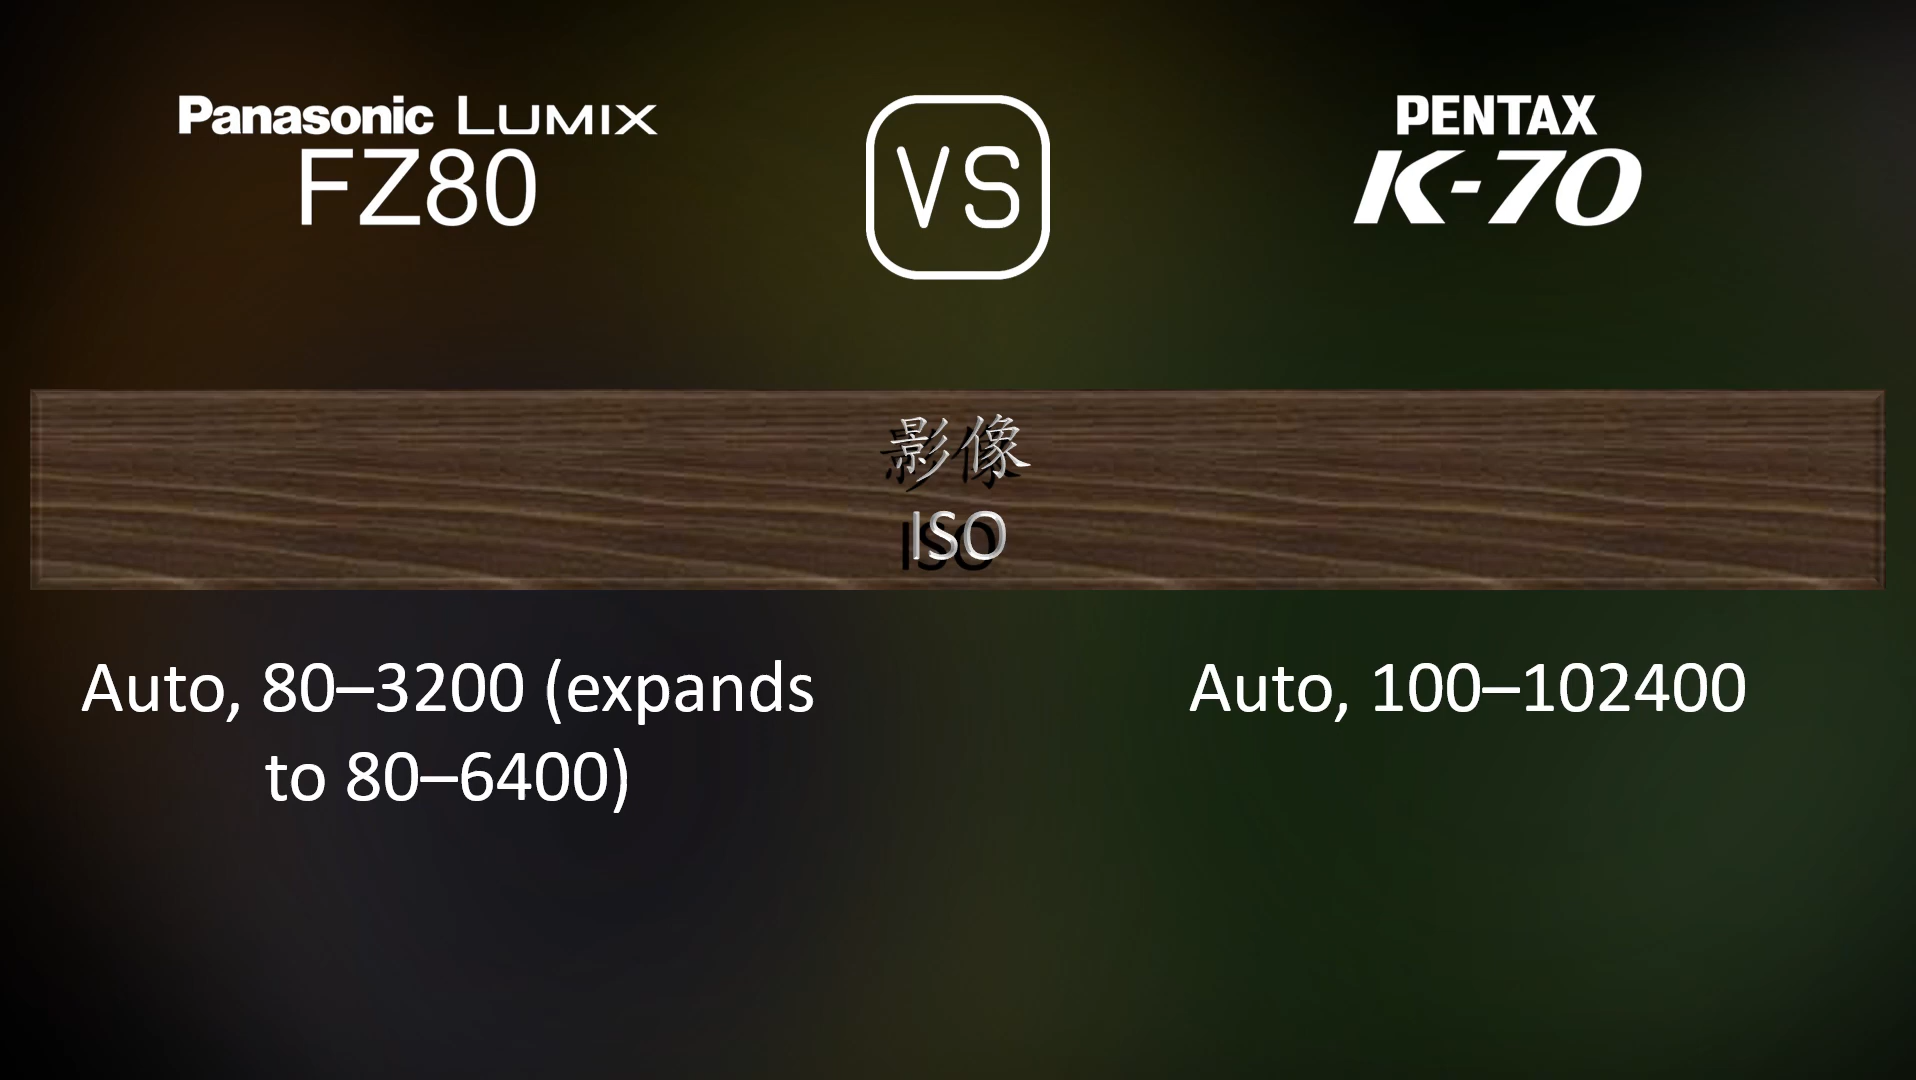 Panasonic LUMIX
FZ80
VS
PENTAX
K-70
影像
ISO
Auto, 80–3200 (expands
to 80–6400)
Auto, 100–102400